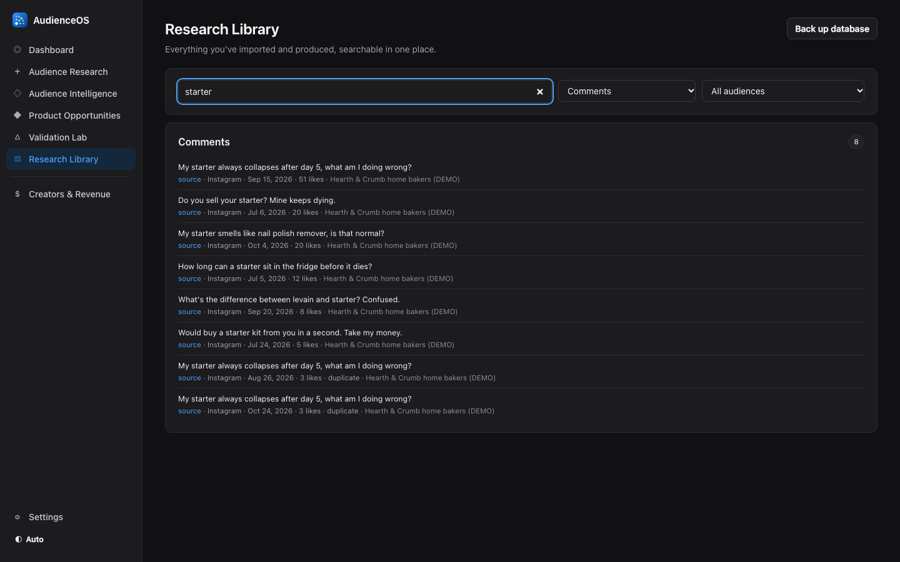 AudienceOS
Dashboard
Audience Research
Audience Intelligence
Product Opportunities
Validation Lab
Research Library
$ Creators & Revenue
Settings
Auto
Research Library
Everything you've imported and produced, searchable in one place.
Back up database
starter
Comments
All audiences
Comments
8
My starter always collapses after day 5, what am I doing wrong?
source · Instagram · Sep 15, 2026 · 51 likes · Hearth & Crumb home bakers (DEMO)
Do you sell your starter? Mine keeps dying.
source · Instagram · Jul 6, 2026 · 20 likes · Hearth & Crumb home bakers (DEMO)
My starter smells like nail polish remover, is that normal?
source · Instagram · Oct 4, 2026 · 20 likes · Hearth & Crumb home bakers (DEMO)
How long can a starter sit in the fridge before it dies?
source · Instagram · Jul 5, 2026 · 12 likes · Hearth & Crumb home bakers (DEMO)
What's the difference between levain and starter? Confused.
source · Instagram · Sep 20, 2026 · 8 likes · Hearth & Crumb home bakers (DEMO)
Would buy a starter kit from you in a second. Take my money.
source · Instagram · Jul 24, 2026 · 5 likes · Hearth & Crumb home bakers (DEMO)
My starter always collapses after day 5, what am I doing wrong?
source · Instagram · Aug 26, 2026 · 3 likes · duplicate · Hearth & Crumb home bakers (DEMO)
My starter always collapses after day 5, what am I doing wrong?
source · Instagram · Oct 24, 2026 · 3 likes · duplicate · Hearth & Crumb home bakers (DEMO)